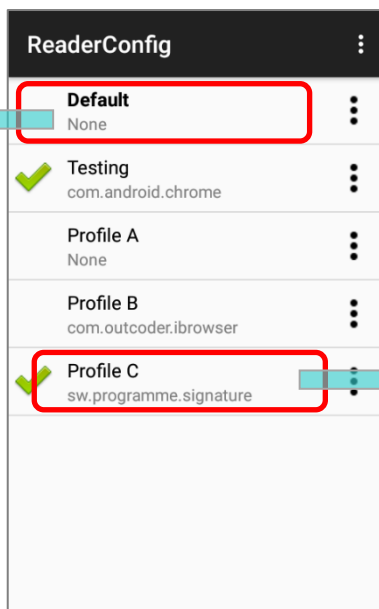 ReaderConfig
Default
None
Testing
com.android.chrome
Profile A
None
Profile B
com.outcoder.ibrowser
Profile C
sw.programme.signature